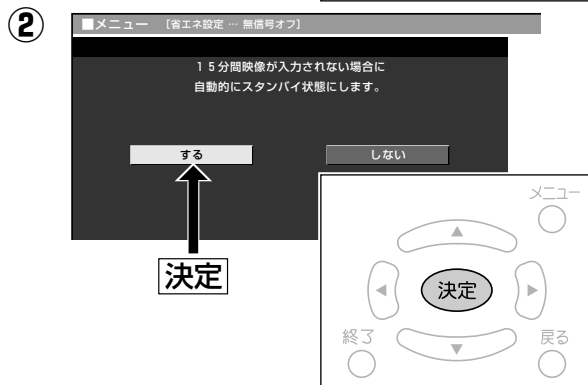 ②
■メニュー [省エネ設定 … 無信号オフ]
15分間映像が入力されない場合に
自動的にスタンバイ状態にします。
する しない
決定
メニュー
決定
終了 戻る